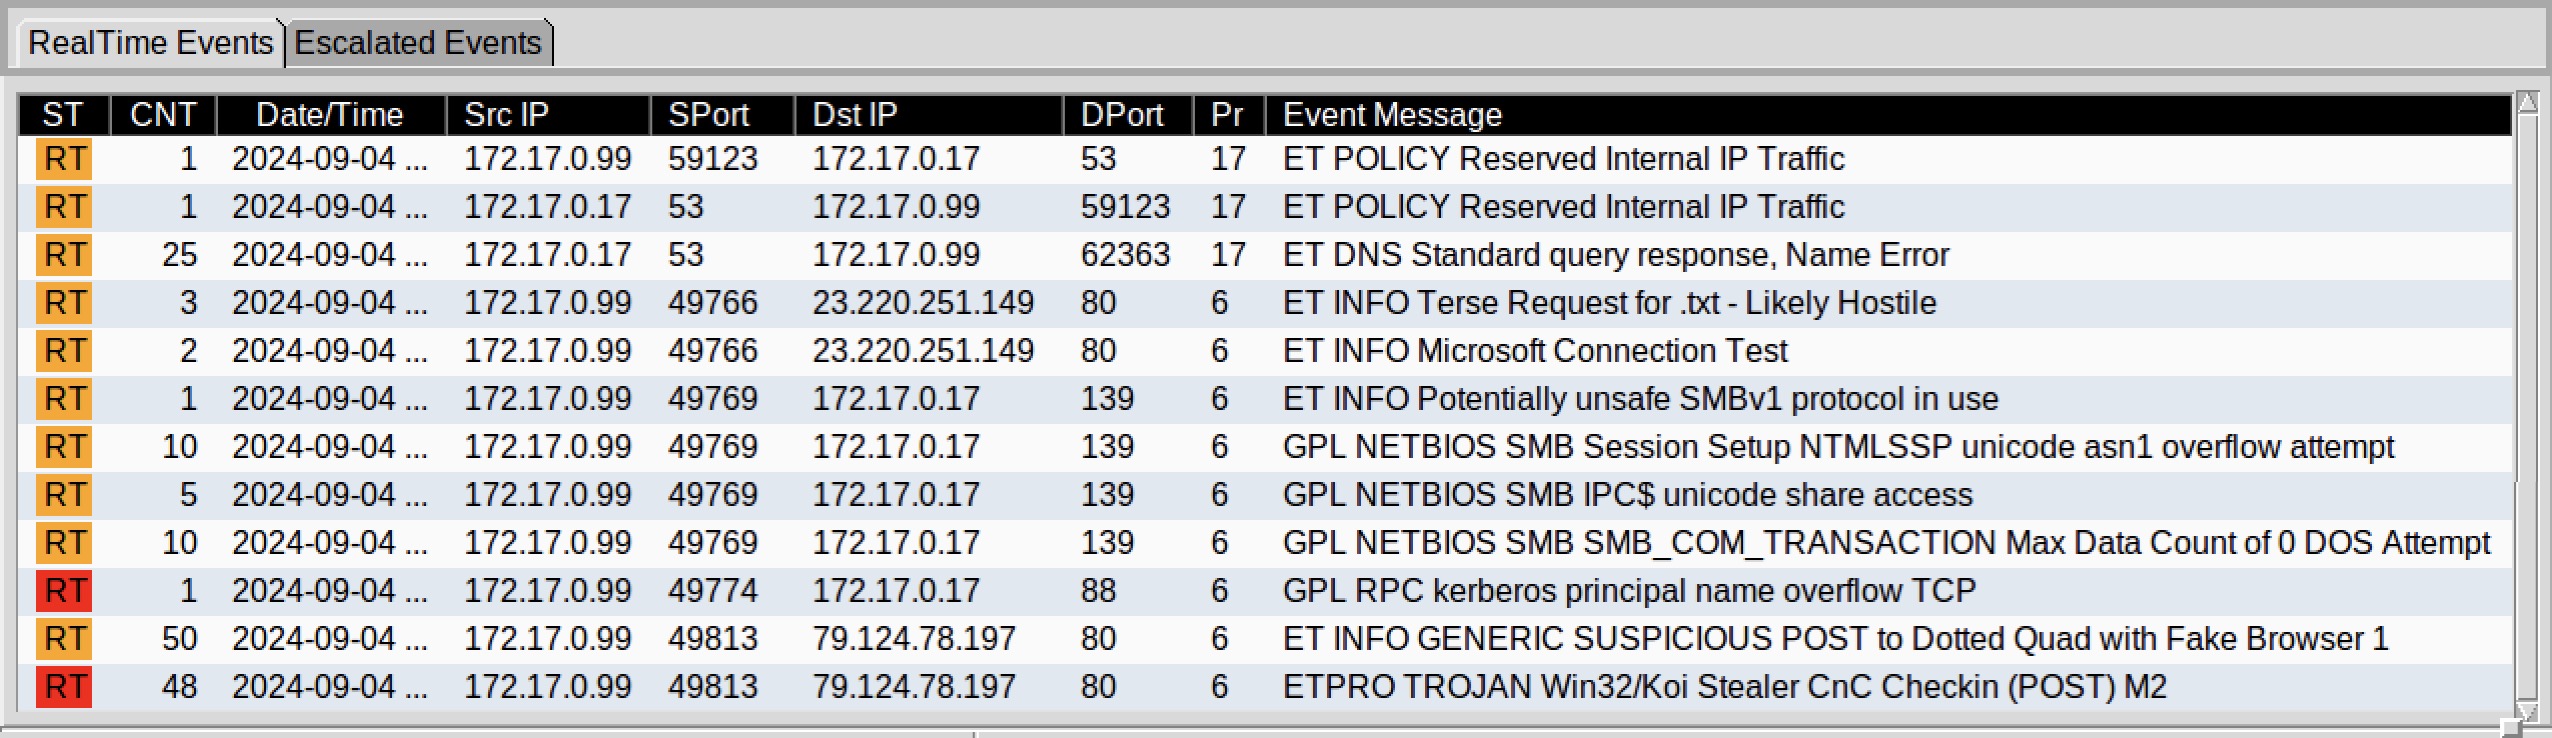 RealTime Events Escalated Events
ST CNT Date/Time Src IP SPort Dst IP DPort Pr Event Message
RT 1 2024-09-04 ... 172.17.0.99 59123 172.17.0.17 53 17 ET POLICY Reserved Internal IP Traffic
RT 1 2024-09-04 ... 172.17.0.17 53 172.17.0.99 59123 17 ET POLICY Reserved Internal IP Traffic
RT 25 2024-09-04 ... 172.17.0.17 53 172.17.0.99 62363 17 ET DNS Standard query response, Name Error
RT 3 2024-09-04 ... 172.17.0.99 49766 23.220.251.149 80 6 ET INFO Terse Request for .txt - Likely Hostile
RT 2 2024-09-04 ... 172.17.0.99 49766 23.220.251.149 80 6 ET INFO Microsoft Connection Test
RT 1 2024-09-04 ... 172.17.0.99 49769 172.17.0.17 139 6 ET INFO Potentially unsafe SMBv1 protocol in use
RT 10 2024-09-04 ... 172.17.0.99 49769 172.17.0.17 139 6 GPL NETBIOS SMB Session Setup NTMLSSP unicode asn1 overflow attempt
RT 5 2024-09-04 ... 172.17.0.99 49769 172.17.0.17 139 6 GPL NETBIOS SMB IPC$ unicode share access
RT 10 2024-09-04 ... 172.17.0.99 49769 172.17.0.17 139 6 GPL NETBIOS SMB SMB_COM_TRANSACTION Max Data Count of 0 DOS Attempt
RT 1 2024-09-04 ... 172.17.0.99 49774 172.17.0.17 88 6 GPL RPC kerberos principal name overflow TCP
RT 50 2024-09-04 ... 172.17.0.99 49813 79.124.78.197 80 6 ET INFO GENERIC SUSPICIOUS POST to Dotted Quad with Fake Browser 1
RT 48 2024-09-04 ... 172.17.0.99 49813 79.124.78.197 80 6 ETPRO TROJAN Win32/Koi Stealer CnC Checkin (POST) M2